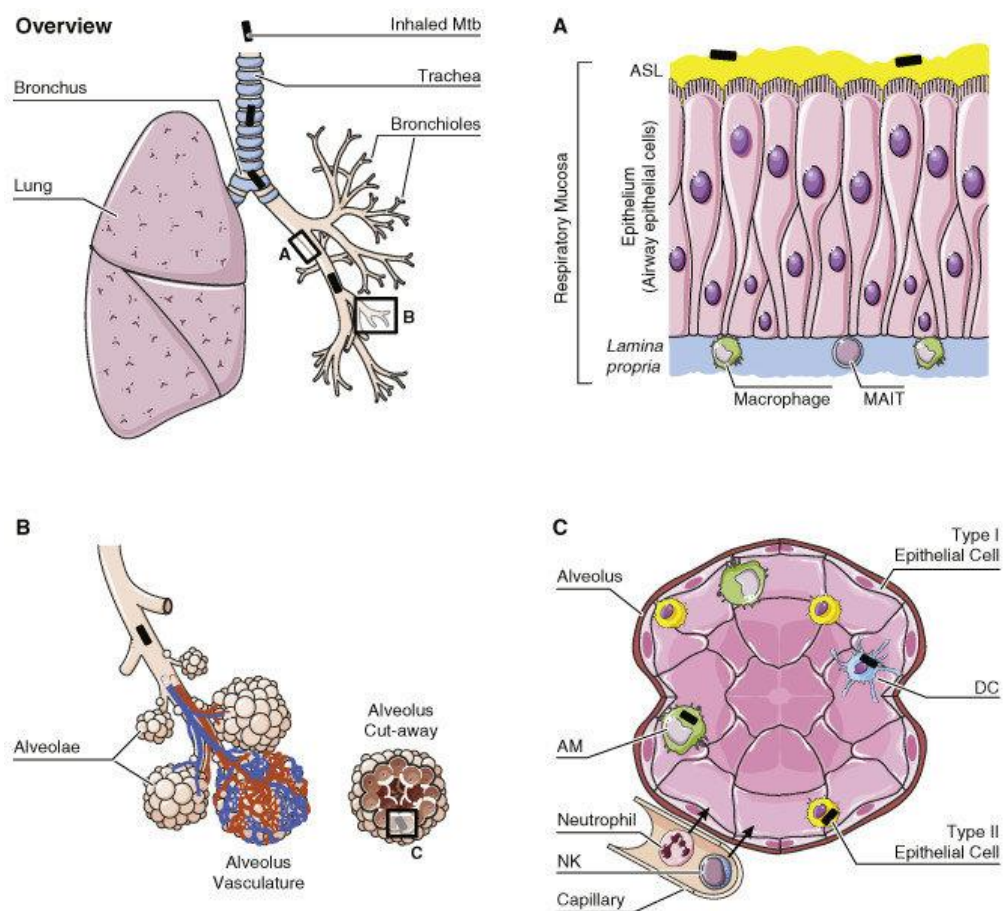 Overview
Inhaled Mtb
Trachea
Bronchus
Bronchioles
Lung
A
B
A
ASL
Respiratory Mucosa
Epithelium
(Airway epithelial cells)
Lamina
propria
Macrophage
MAIT
B
Alveolae
Alveolus
Cut-away
C
Alveolus
Vasculature
C
Type I
Epithelial Cell
Alveolus
DC
AM
Neutrophil
NK
Capillary
Type II
Epithelial Cell